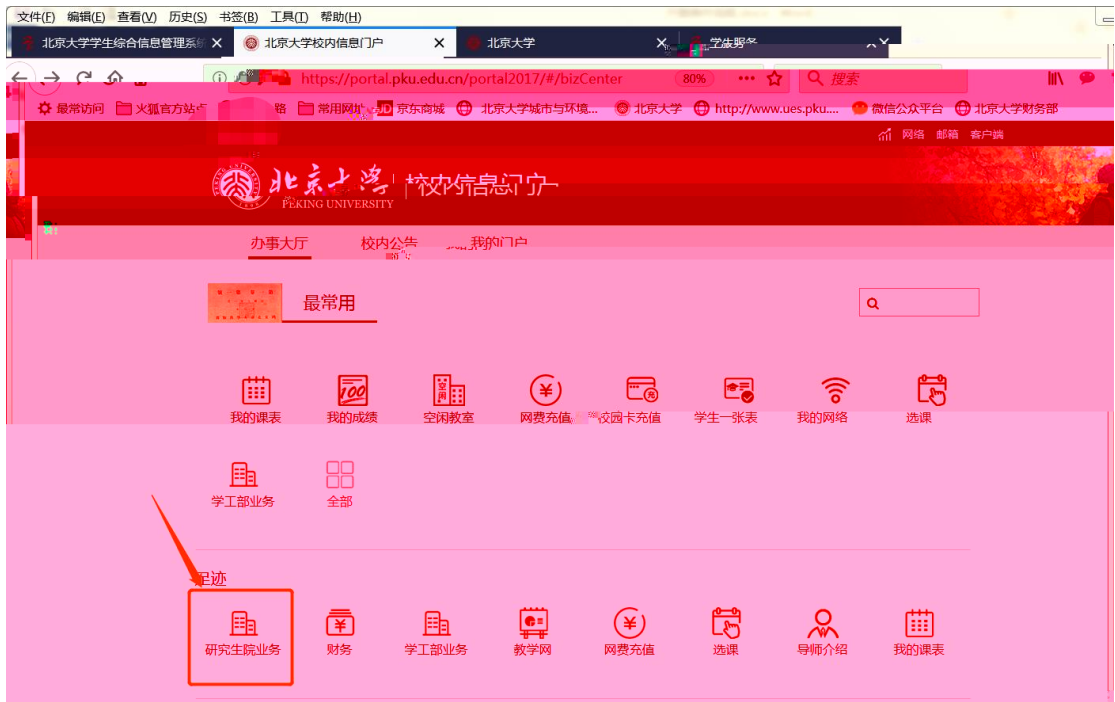 文件(F) 编辑(E) 查看(V) 历史(S) 书签(B) 工具(T) 帮助(H)
北京大学学生综合信息管理系统 北京大学校内信息门户 北京大学
https://portal.pku.edu.cn/portal2017/#/bizCenter 80% 搜索
最常访问 火狐官方站点 常用网址 JD 京东商城 北京大学城市与环境... 北京大学 http://www.ues.pku.... 微信公众平台 北京大学财务部
网络 邮箱 客户端
北京大学 校内信息门户
PEKING UNIVERSITY
办事大厅 校内公告 我的门户
最常用
我的课表 我的成绩 空闲教室 网费充值 校园卡充值 学生一张表 我的网络 选课
学工部业务 全部
足迹
研究生院业务 财务 学工部业务 教学网 网费充值 选课 导师介绍 我的课表